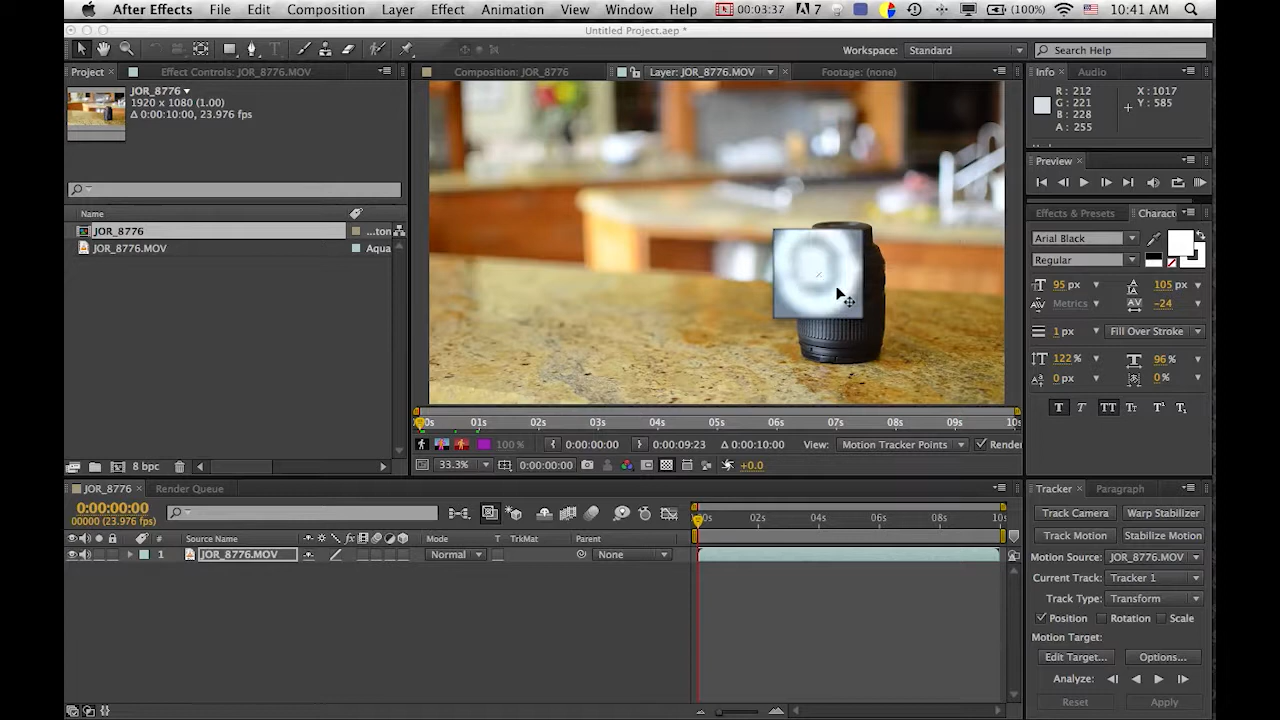 After Effects File Edit Composition Layer Effect Animation View Window Help 00:03:37 7 (100%) 10:41 AM
Untitled Project.aep *
Workspace: Standard Search Help
Project Effect Controls: JOR_8776.MOV Composition: JOR_8776 Layer: JOR_8776.MOV Footage: (none) Info Audio
JOR_8776
1920 x 1080 (1.00)
Δ 0:00:10:00, 23.976 fps
R: 212 X: 1017
G: 221 Y: 585
B: 228
A: 255
Preview
Name
JOR_8776 ...ton
JOR_8776.MOV Aqua
Effects & Presets Charact
Arial Black
Regular
95 px 105 px
Metrics -24
1 px Fill Over Stroke
122 % 96 %
0 px 0 %
T T TT Tr T¹ T,
0s 01s 02s 03s 04s 05s 06s 07s 08s 09s 10s
100 % 0:00:00:00 0:00:09:23 Δ 0:00:10:00 View: Motion Tracker Points Render
8 bpc 33.3% 0:00:00:00 +0.0
JOR_8776 Render Queue
0:00:00:00
00000 (23.976 fps)
00s 02s 04s 06s 08s 10s
# Source Name Mode T TrkMat Parent
1 JOR_8776.MOV Normal None
Tracker Paragraph
Track Camera Warp Stabilizer
Track Motion Stabilize Motion
Motion Source: JOR_8776.MOV
Current Track: Tracker 1
Track Type: Transform
Position Rotation Scale
Motion Target:
Edit Target... Options...
Analyze:
Reset Apply